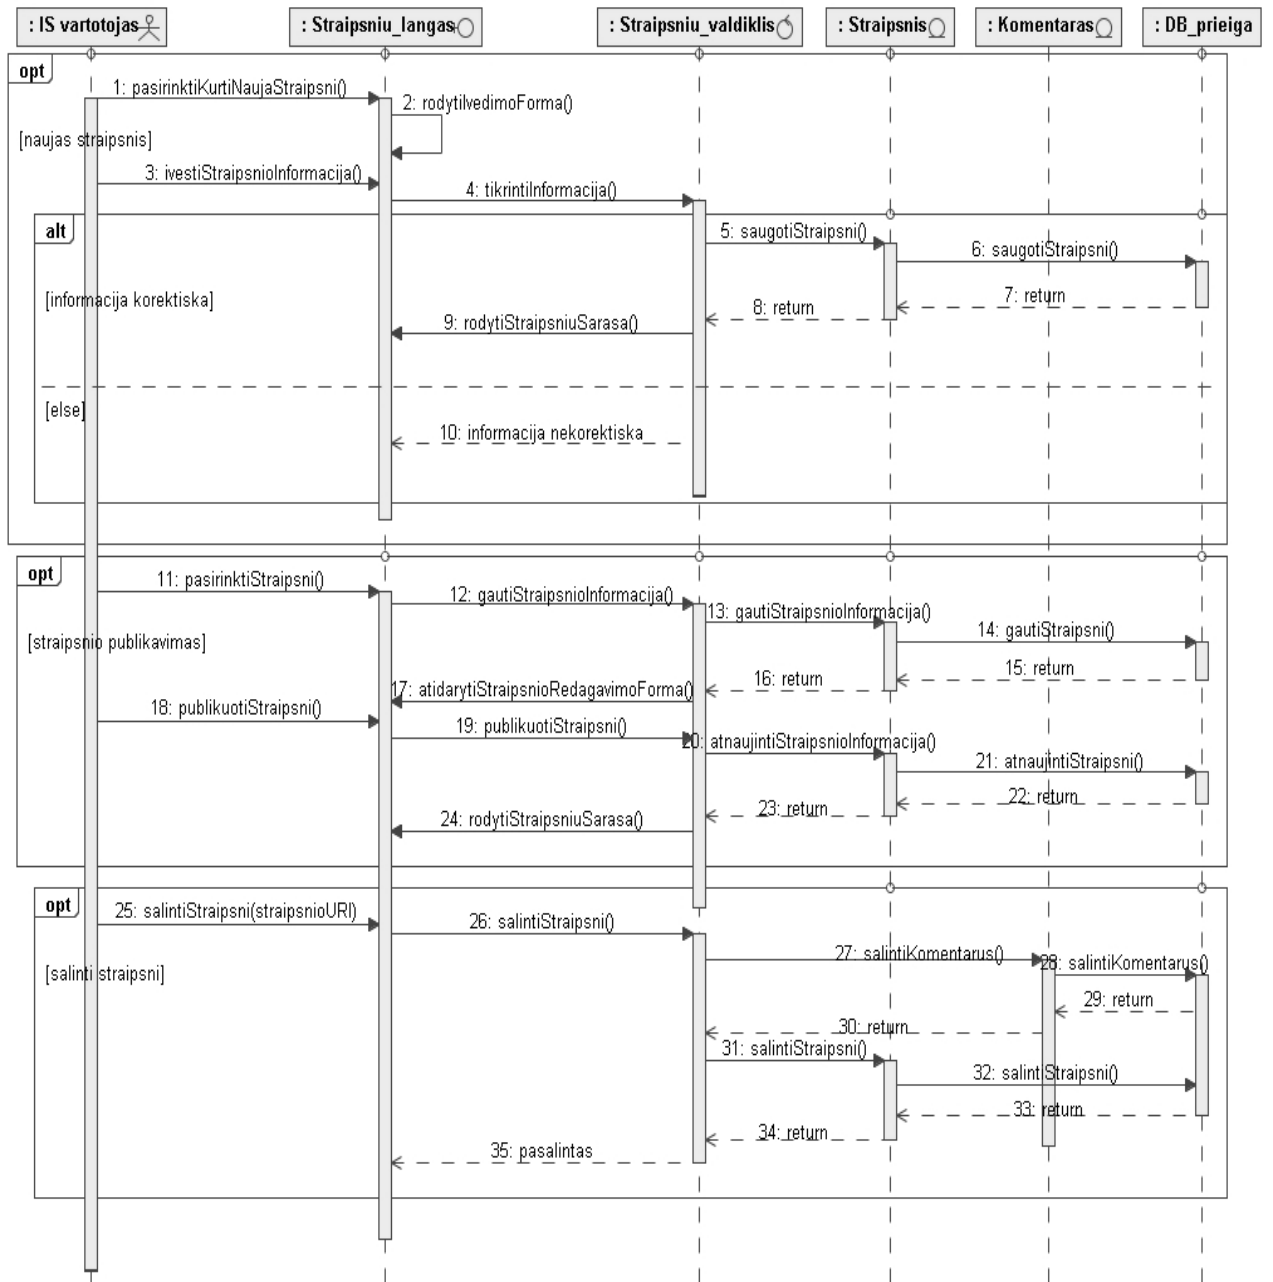 : IS vartotojas
: Straipsniu_langas
: Straipsniu_valdiklis
: Straipsnis
: Komentaras
: DB_prieiga
opt
1: pasirinktiKurtiNaujaStraipsni()
2: rodytiIvedimoForma()
[naujas straipsnis]
3: ivestiStraipsnioInformacija()
4: tikrintiInformacija()
alt
5: saugotiStraipsni()
6: saugotiStraipsni()
[informacija korektiska]
7: return
8: return
9: rodytiStraipsniuSarasa()
[else]
10: informacija nekorektiska
opt
11: pasirinktiStraipsni()
12: gautiStraipsnioInformacija()
13: gautiStraipsnioInformacija()
14: gautiStraipsni()
[straipsnio publikavimas]
15: return
16: return
17: atidarytiStraipsnioRedagavimoForma()
18: publikuotiStraipsni()
19: publikuotiStraipsni()
20: atnaujintiStraipsnioInformacija()
21: atnaujintiStraipsni()
22: return
23: return
24: rodytiStraipsniuSarasa()
opt
25: salintiStraipsni(straipsnioURI)
26: salintiStraipsni()
27: salintiKomentarus()
28: salintiKomentarus()
[salinti straipsni]
29: return
30: return
31: salintiStraipsni()
32: salintiStraipsni()
33: return
34: return
35: pasalintas